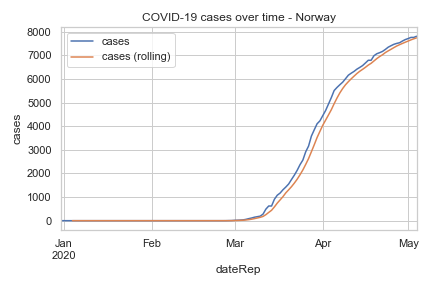 COVID-19 cases over time - Norway
cases
cases (rolling)
8000
7000
6000
5000
4000
3000
2000
1000
0
cases
Jan Feb Mar Apr May
2020
dateRep